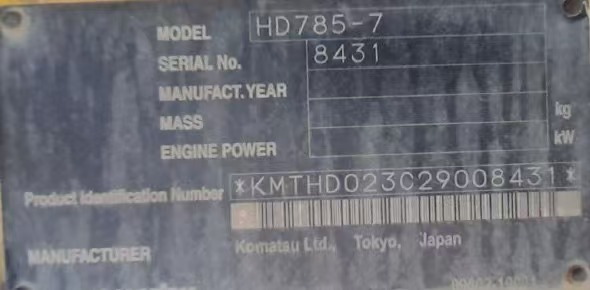 MODEL HD785-7
SERIAL No. 8431
MANUFACT. YEAR
MASS kg
ENGINE POWER kW
Product Identification Number *KMTHD023C29008431*
MANUFACTURER Komatsu Ltd., Tokyo, Japan